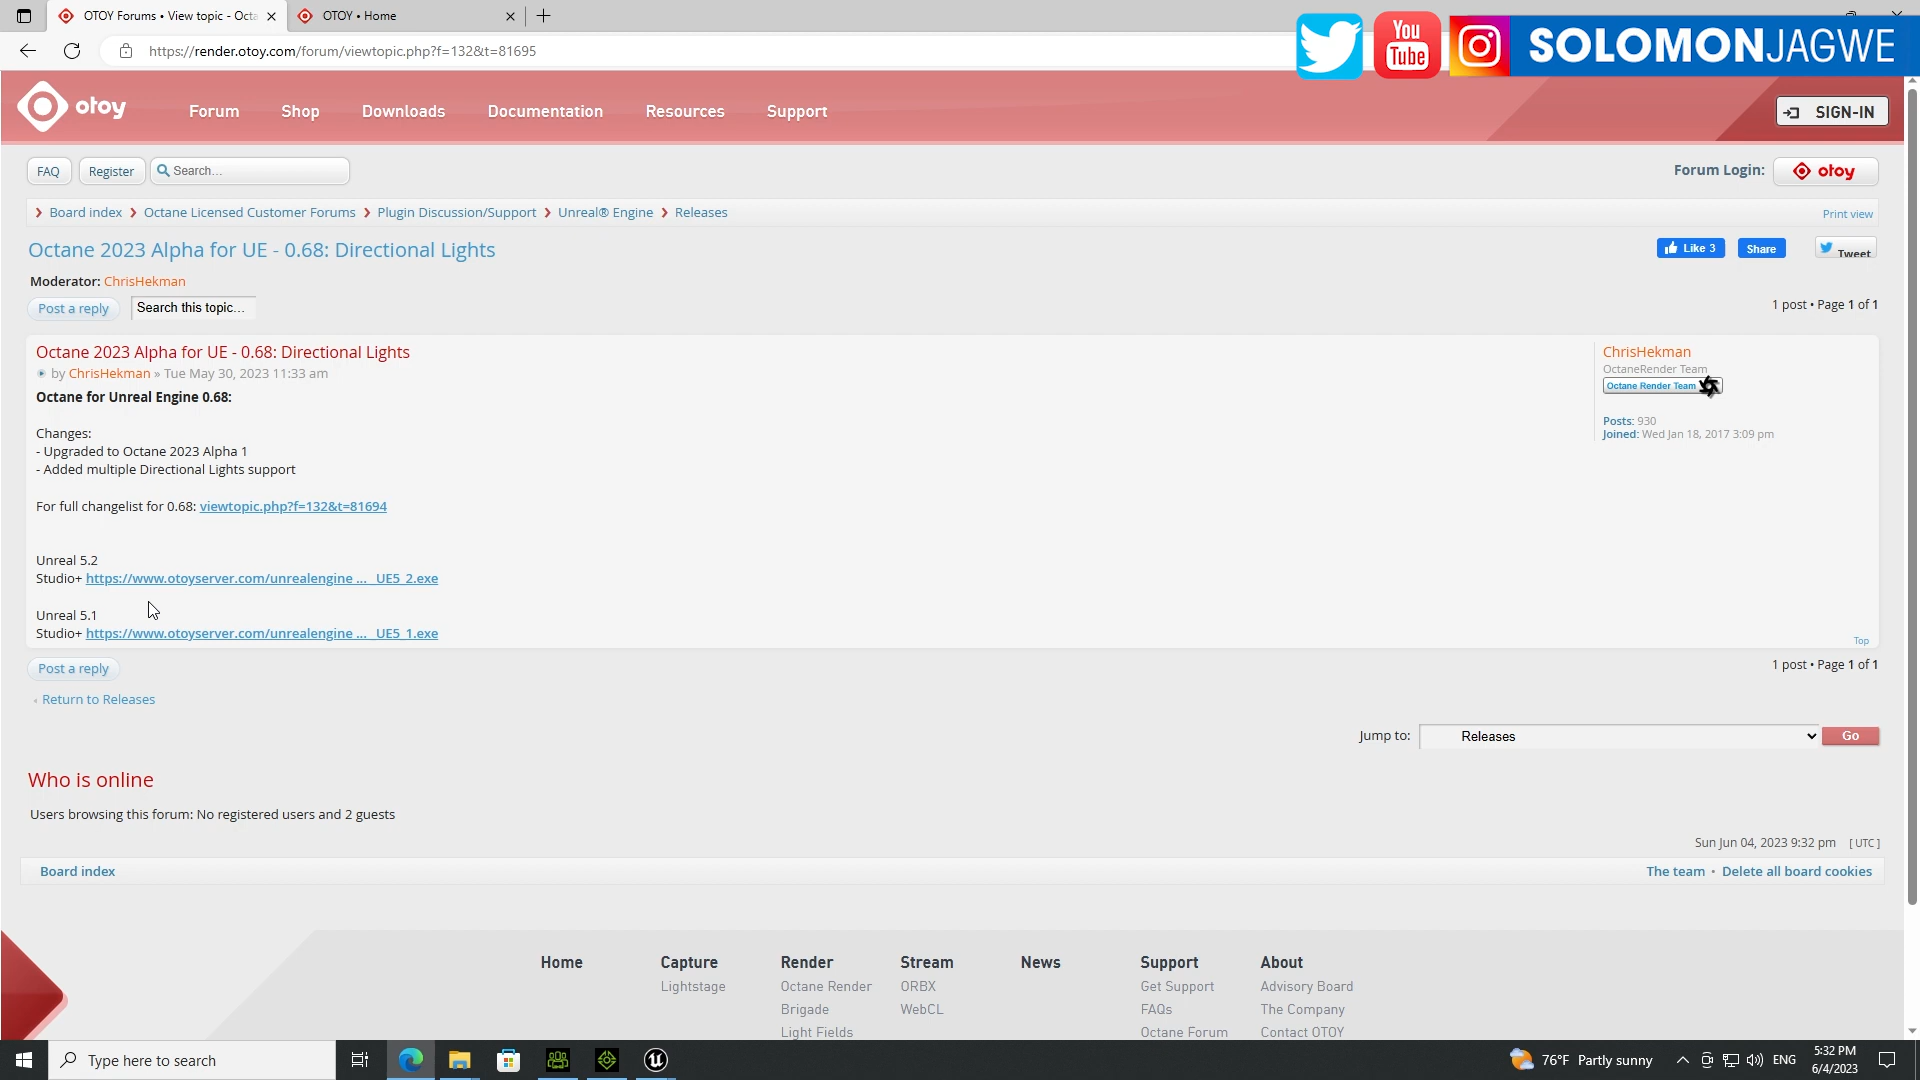 OTOY Forums • View topic - Octa
OTOY • Home
https://render.otoy.com/forum/viewtopic.php?f=132&t=81695
You
Tube
SOLOMONJAGWE
otoy
Forum
Shop
Downloads
Documentation
Resources
Support
SIGN-IN
FAQ
Register
Search…
Forum Login:
otoy
Board index
Octane Licensed Customer Forums
Plugin Discussion/Support
Unreal® Engine
Releases
Print view
Octane 2023 Alpha for UE - 0.68: Directional Lights
Like 3
Share
Tweet
Moderator: ChrisHekman
Post a reply
Search this topic…
1 post • Page 1 of 1
Octane 2023 Alpha for UE - 0.68: Directional Lights
by ChrisHekman » Tue May 30, 2023 11:33 am
Octane for Unreal Engine 0.68:
Changes:
- Upgraded to Octane 2023 Alpha 1
- Added multiple Directional Lights support
For full changelist for 0.68: viewtopic.php?f=132&t=81694
Unreal 5.2
Studio+ https://www.otoyserver.com/unrealengine ... _UE5_2.exe
Unreal 5.1
Studio+ https://www.otoyserver.com/unrealengine ... _UE5_1.exe
ChrisHekman
OctaneRender Team
Octane Render Team
Posts: 930
Joined: Wed Jan 18, 2017 3:09 pm
Top
Post a reply
1 post • Page 1 of 1
Return to Releases
Jump to:
Releases
Go
Who is online
Users browsing this forum: No registered users and 2 guests
Sun Jun 04, 2023 9:32 pm [ UTC ]
Board index
The team • Delete all board cookies
Home
Capture
Lightstage
Render
Octane Render
Brigade
Light Fields
Stream
ORBX
WebCL
News
Support
Get Support
FAQs
Octane Forum
About
Advisory Board
The Company
Contact OTOY
Type here to search
76°F Partly sunny
ENG
5:32 PM
6/4/2023